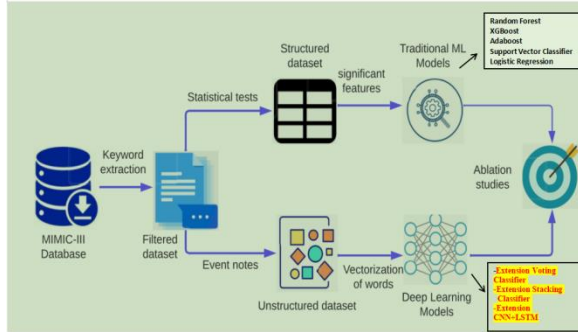 Random Forest
XGBoost
Adaboost
Support Vector Classifier
Logistic Regression
Structured
dataset
Traditional ML
Models
Statistical tests
significant
features
Keyword
extraction
Ablation
studies
MIMIC-III
Database
Filtered
dataset
Event notes
Vectorization
of words
Unstructured dataset
Deep Learning
Models
-Extension Voting
Classifier
-Extension Stacking
Classifier
-Extension
CNN+LSTM